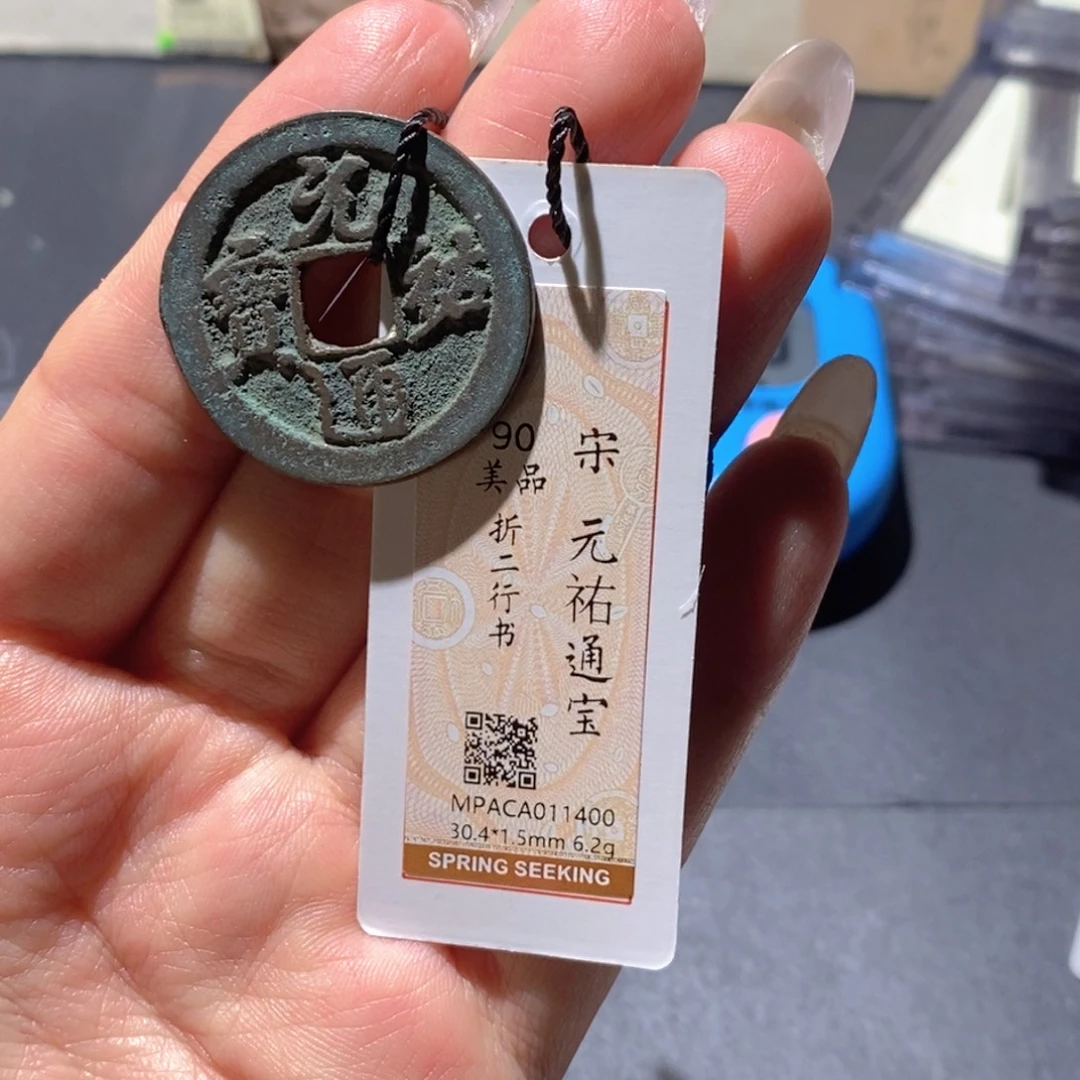 元祐通寳
宋 元祐通宝
90
美品
折二行书
MPACA011400
30.4*1.5mm 6.2g
SPRING SEEKING